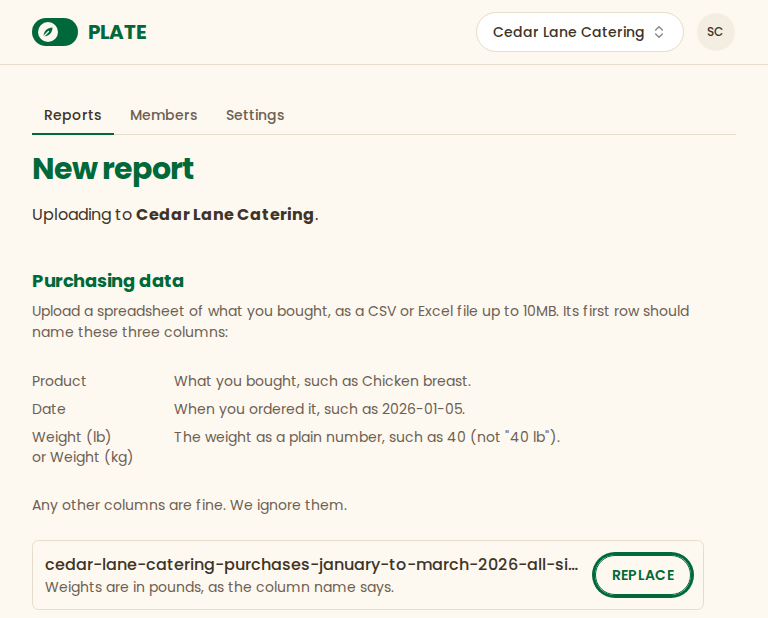 PLATE
Cedar Lane Catering
SC
Reports
Members
Settings
New report
Uploading to Cedar Lane Catering.
Purchasing data
Upload a spreadsheet of what you bought, as a CSV or Excel file up to 10MB. Its first row should
name these three columns:
Product
What you bought, such as Chicken breast.
Date
When you ordered it, such as 2026-01-05.
Weight (lb)
or Weight (kg)
The weight as a plain number, such as 40 (not "40 lb").
Any other columns are fine. We ignore them.
cedar-lane-catering-purchases-january-to-march-2026-all-si...
Weights are in pounds, as the column name says.
REPLACE